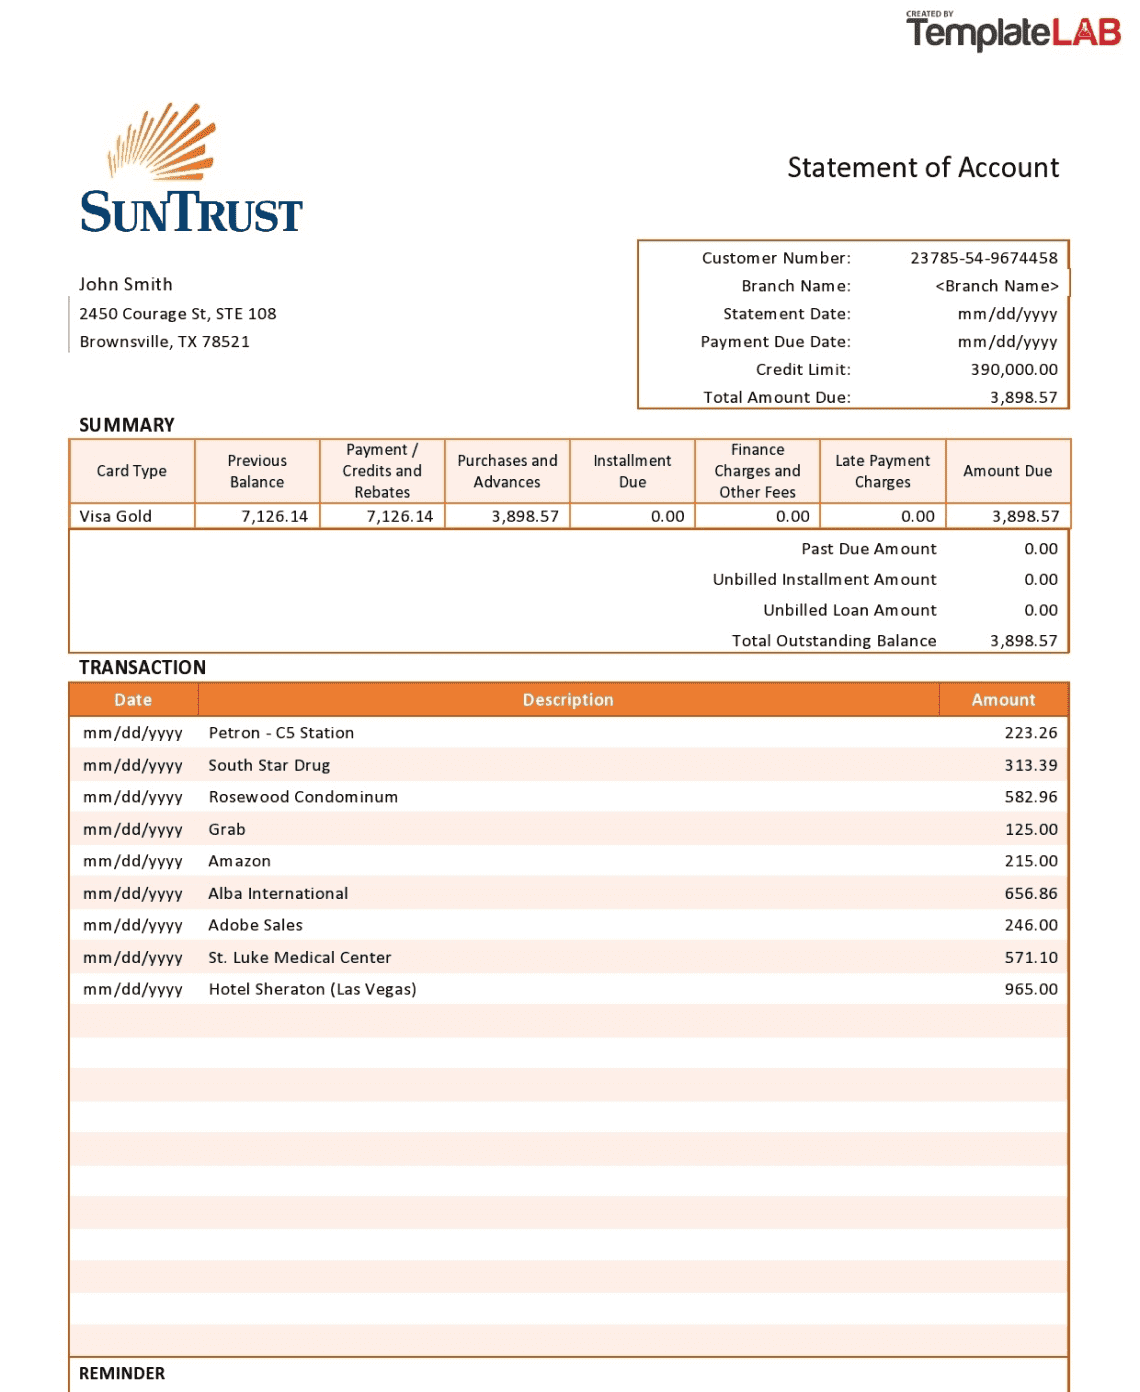 CREATED BY
TemplateLAB
SUNTRUST
Statement of Account
Customer Number: 23785-54-9674458
Branch Name: <Branch Name>
Statement Date: mm/dd/yyyy
Payment Due Date: mm/dd/yyyy
Credit Limit: 390,000.00
Total Amount Due: 3,898.57
John Smith
2450 Courage St, STE 108
Brownsville, TX 78521
SUMMARY
Card Type
Previous
Balance
Payment /
Credits and
Rebates
Purchases and
Advances
Installment
Due
Finance
Charges and
Other Fees
Late Payment
Charges
Amount Due
Visa Gold 7,126.14 7,126.14 3,898.57 0.00 0.00 0.00 3,898.57
Past Due Amount 0.00
Unbilled Installment Amount 0.00
Unbilled Loan Amount 0.00
Total Outstanding Balance 3,898.57
TRANSACTION
Date Description Amount
mm/dd/yyyy Petron - C5 Station 223.26
mm/dd/yyyy South Star Drug 313.39
mm/dd/yyyy Rosewood Condominum 582.96
mm/dd/yyyy Grab 125.00
mm/dd/yyyy Amazon 215.00
mm/dd/yyyy Alba International 656.86
mm/dd/yyyy Adobe Sales 246.00
mm/dd/yyyy St. Luke Medical Center 571.10
mm/dd/yyyy Hotel Sheraton (Las Vegas) 965.00
REMINDER